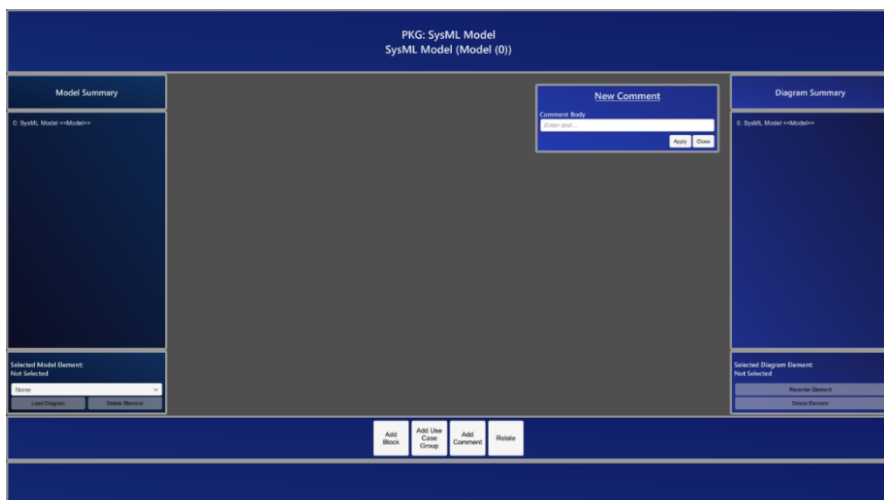 PKG: SysML Model
SysML Model (Model (0))
Model Summary
0: SysML Model <<Model>>
Selected Model Element:
Not Selected
None
Load Diagram
Delete Element
New Comment
Comment Body
Enter text...
Apply
Close
Diagram Summary
0: SysML Model <<Model>>
Selected Diagram Element:
Not Selected
Recenter Element
Delete Element
Add
Block
Add Use
Case
Group
Add
Comment
Relate